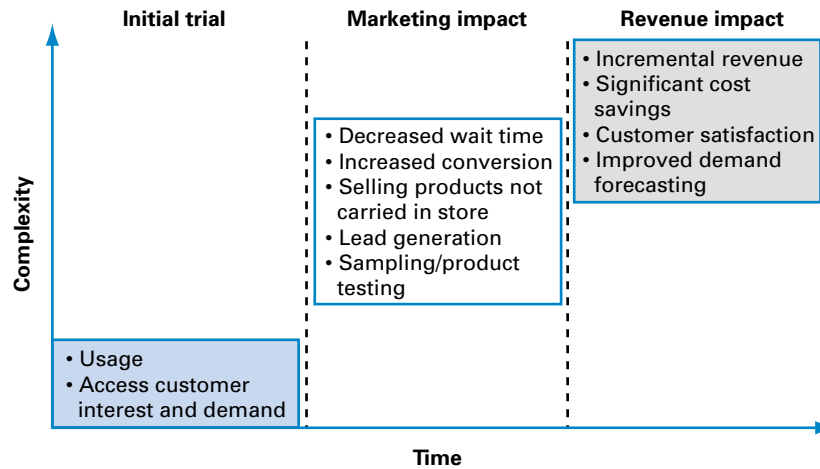 Initial trial
Marketing impact
Revenue impact
Complexity
• Usage
• Access customer
interest and demand
• Decreased wait time
• Increased conversion
• Selling products not
carried in store
• Lead generation
• Sampling/product
testing
• Incremental revenue
• Significant cost
savings
• Customer satisfaction
• Improved demand
forecasting
Time